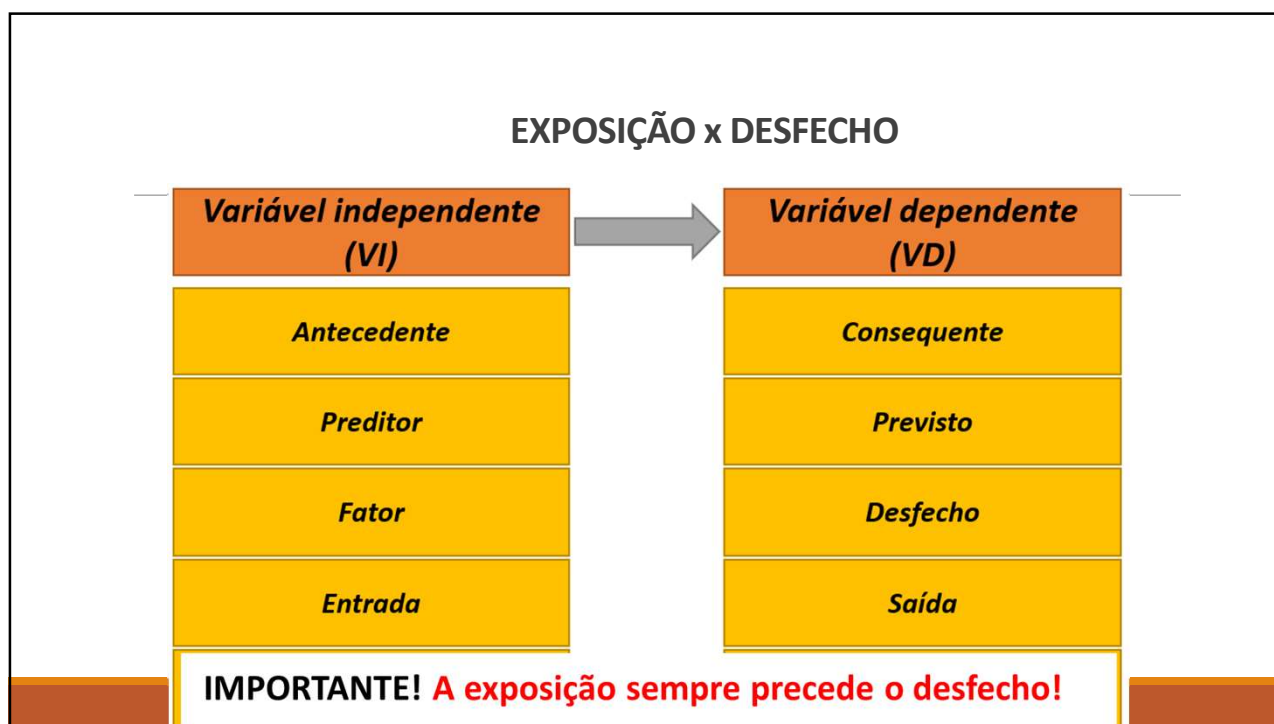 EXPOSIÇÃO x DESFECHO
Variável independente
(VI)
Variável dependente
(VD)
Antecedente
Consequente
Preditor
Previsto
Fator
Desfecho
Entrada
Saída
IMPORTANTE! A exposição sempre precede o desfecho!